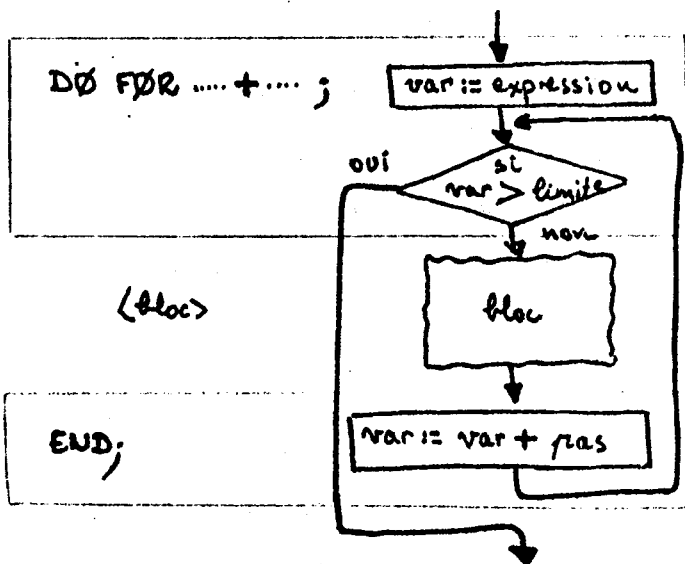 DØ FØR ..... + .... ;
var := expression
oui
si
var > limite
non
<bloc>
bloc
END;
var := var + pas